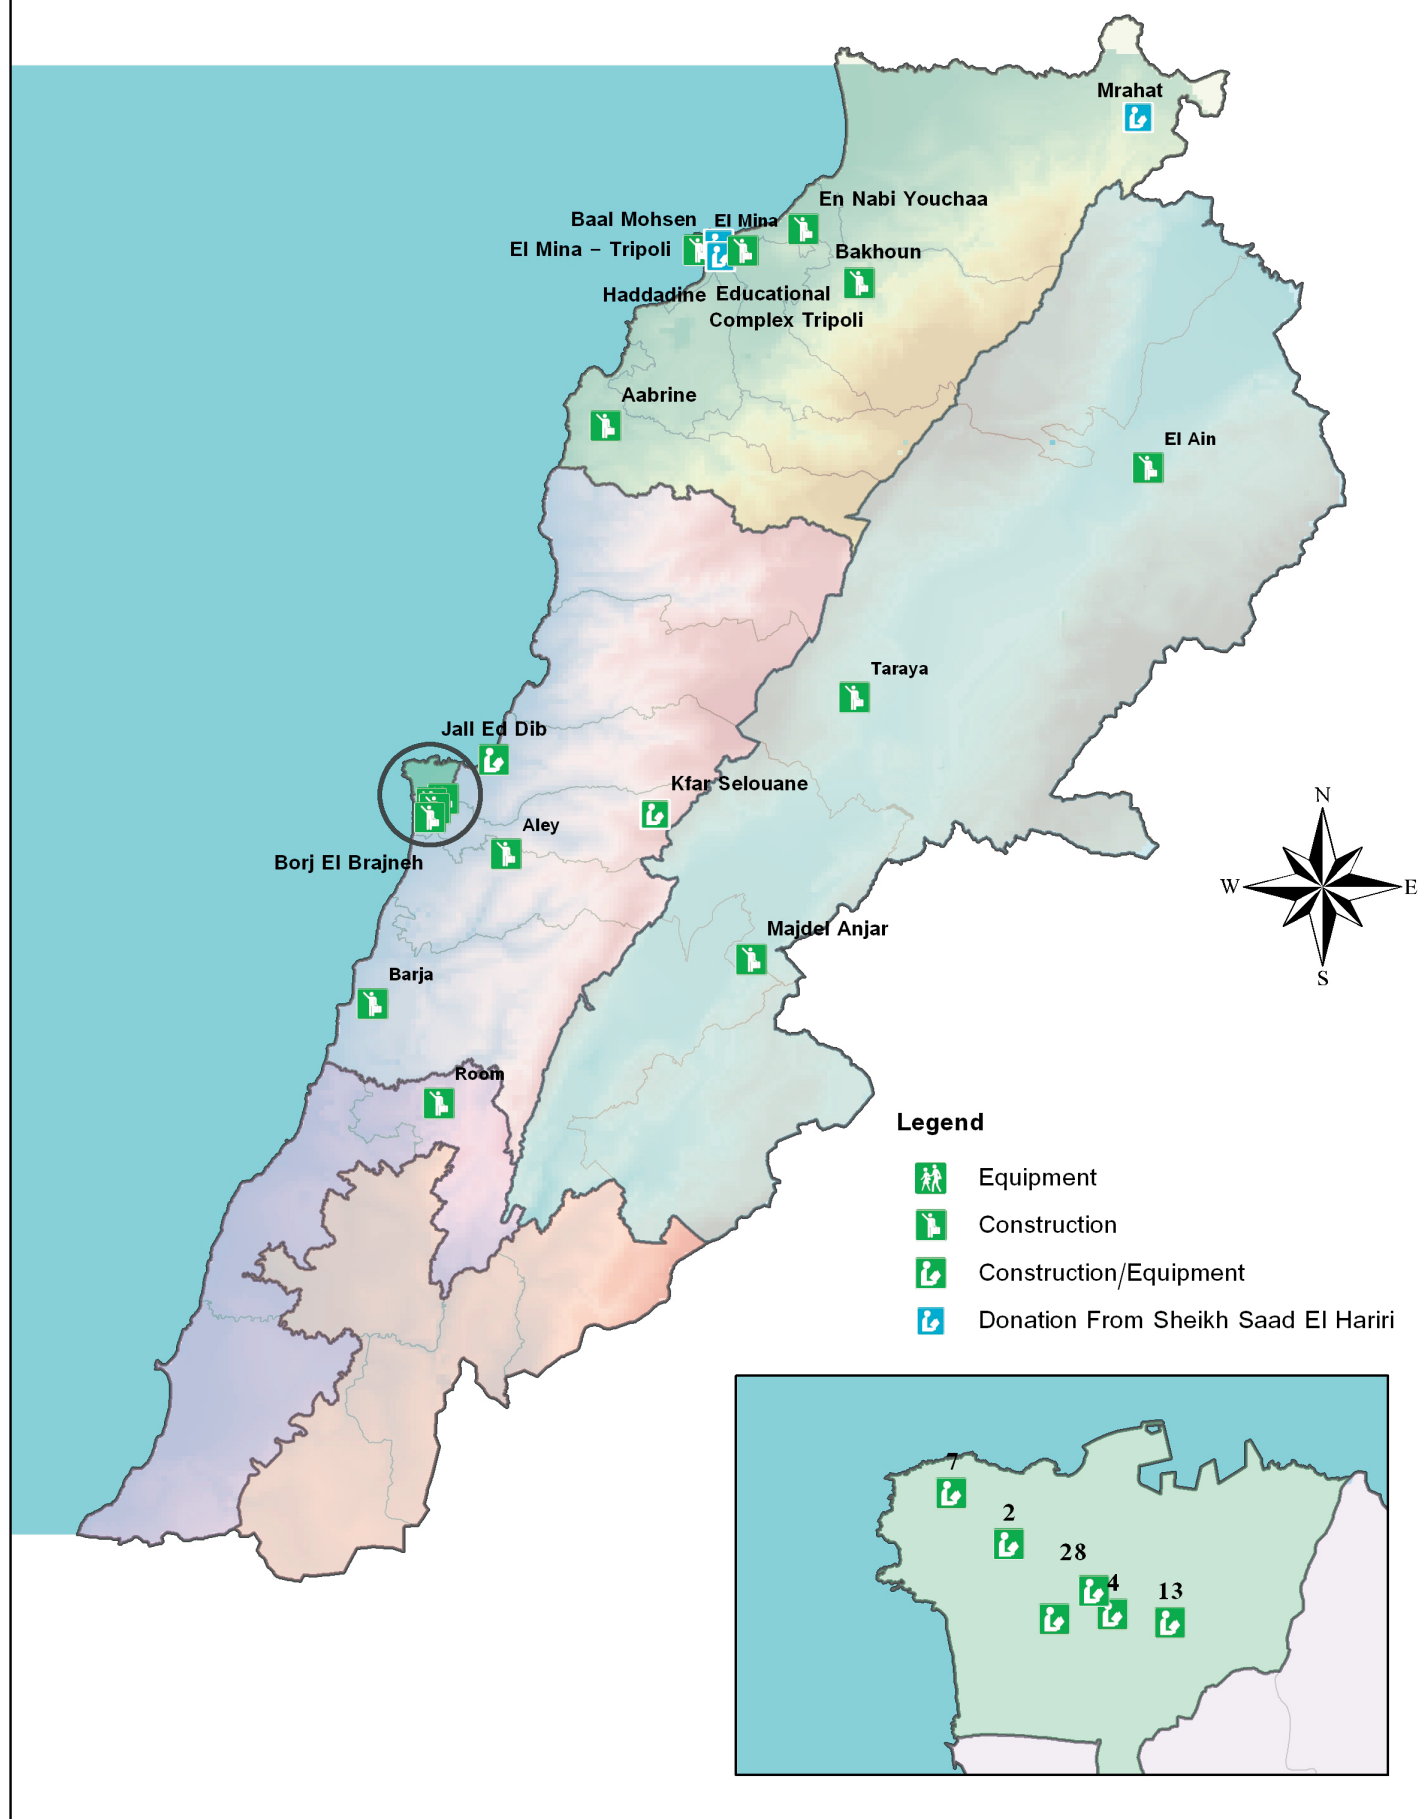 Mrahat
En Nabi Youchaa
Baal Mohsen
El Mina
El Mina – Tripoli
Bakhoun
Haddadine
Educational
Complex Tripoli
Aabrine
El Ain
Taraya
Jall Ed Dib
Kfar Selouane
Aley
Borj El Brajneh
Majdel Anjar
Barja
Room
N
W
E
S
Legend
Equipment
Construction
Construction/Equipment
Donation From Sheikh Saad El Hariri
7
2
28
4
13